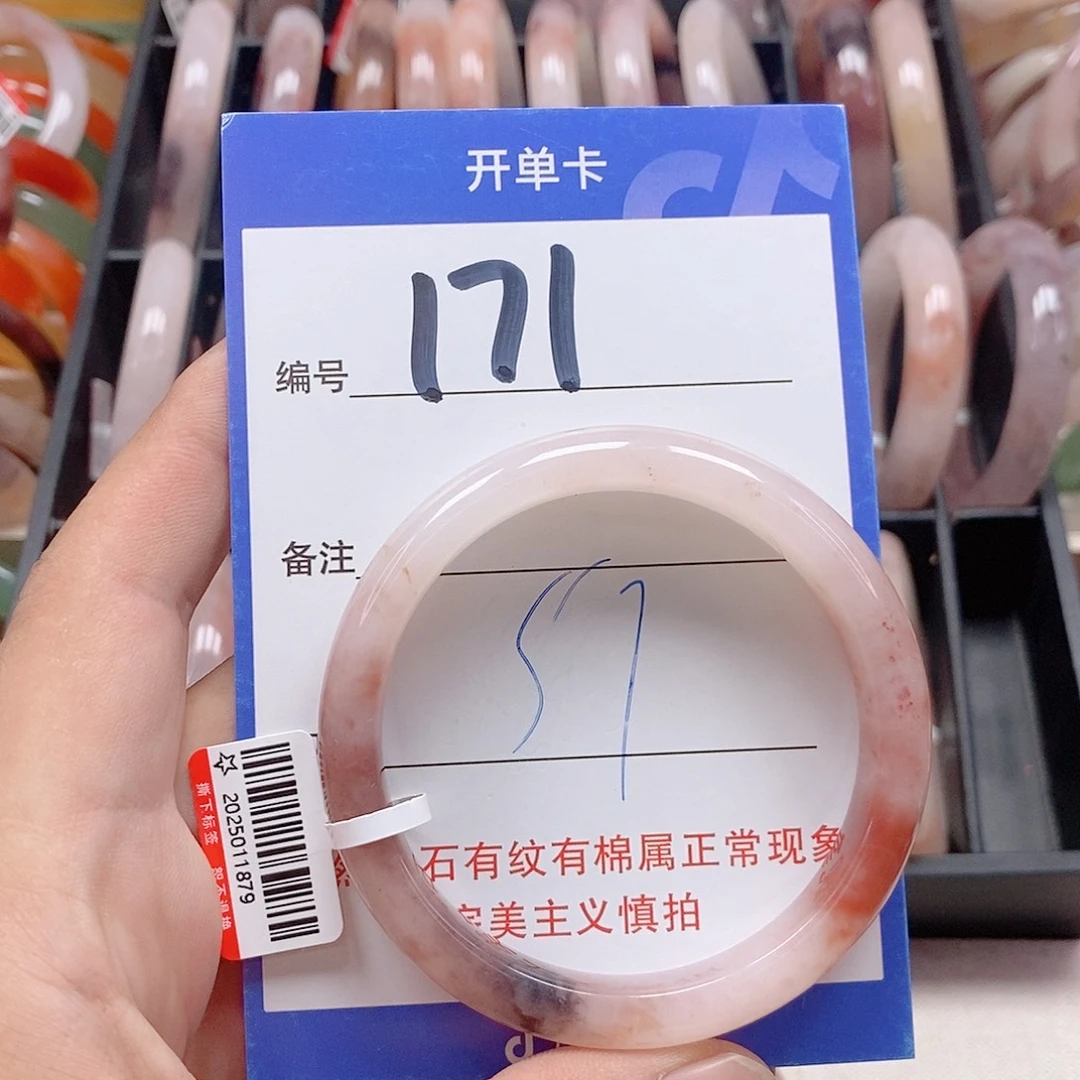 开单卡
编号 171
备注
57
石有纹有棉属正常现象
完美主义慎拍
2025011879
撕下标签